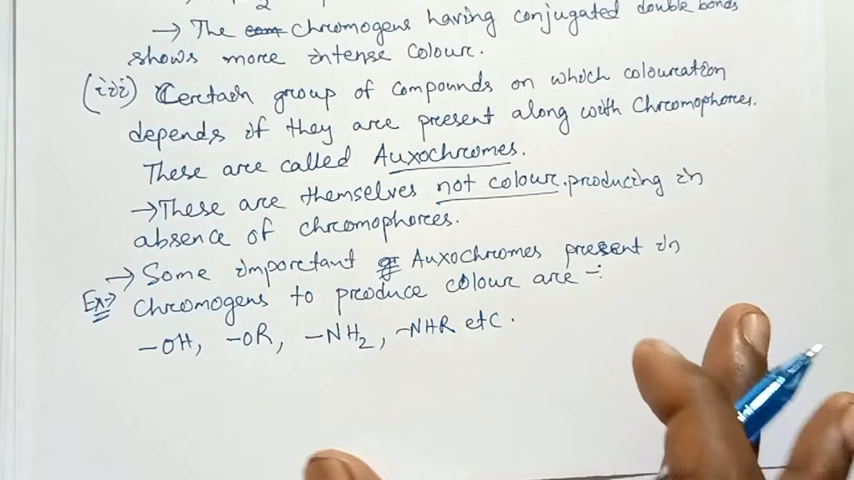 2
→ The chromogens having conjugated double bonds
shows more intense colour.
(iii) Certain group of compounds on which colouration
depends if they are present along with Chromophores.
These are called Auxochromes.
→These are themselves not colour producing in
absence of chromophores.
→ Some important Auxochromes present in
Ex→ Chromogens to produce colour are -:
-OH, -OR, -NH2, -NHR etc.